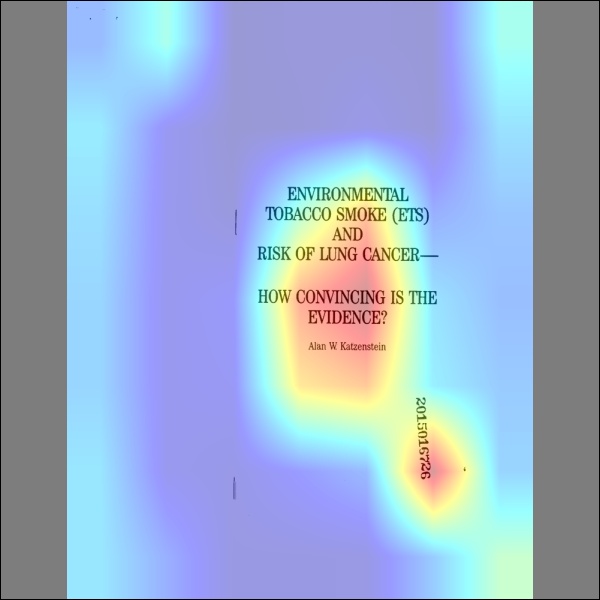 ENVIRONMENTAL
TOBACCO SMOKE (ETS)
AND
RISK OF LUNG CANCER—
HOW CONVINCING IS THE
EVIDENCE?
Alan W. Katzenstein
2015016726